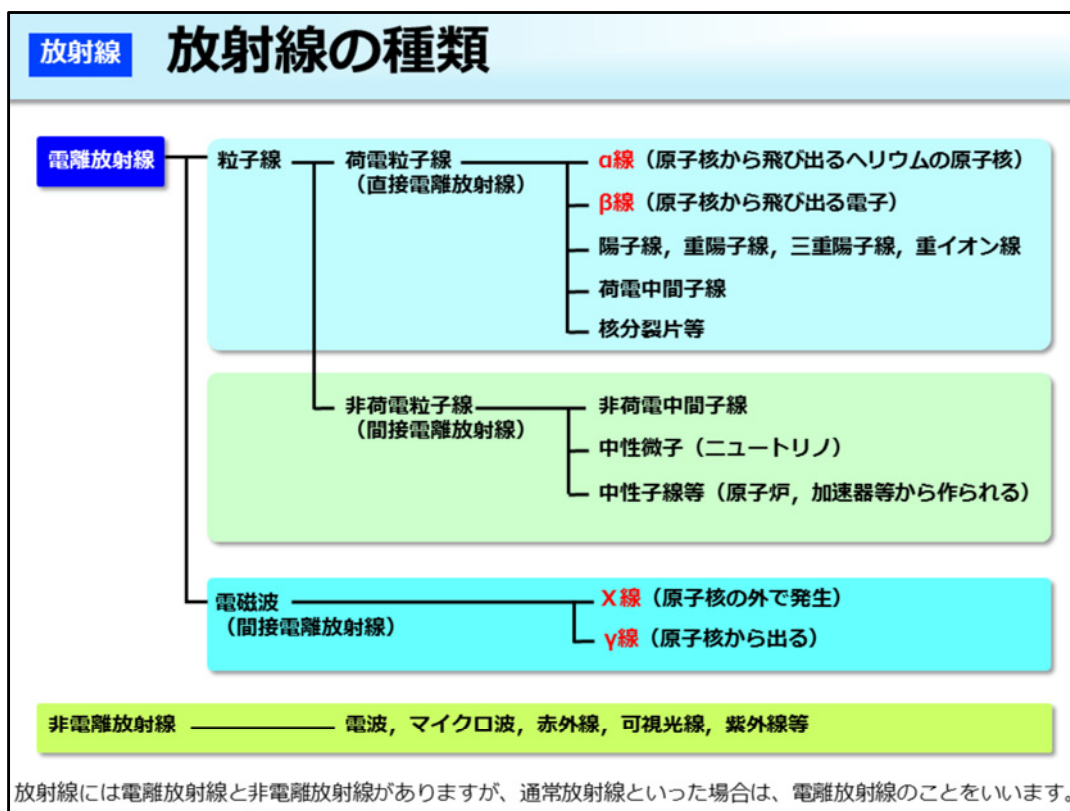 放射線 放射線の種類
電離放射線 粒子線 荷電粒子線 α線（原子核から飛び出るヘリウムの原子核）
（直接電離放射線）
β線（原子核から飛び出る電子）
陽子線，重陽子線，三重陽子線，重イオン線
荷電中間子線
核分裂片等
非荷電粒子線 非荷電中間子線
（間接電離放射線）
中性微子（ニュートリノ）
中性子線等（原子炉，加速器等から作られる）
電磁波 X線（原子核の外で発生）
（間接電離放射線）
γ線（原子核から出る）
非電離放射線 電波，マイクロ波，赤外線，可視光線，紫外線等
放射線には電離放射線と非電離放射線がありますが、通常放射線といった場合は、電離放射線のことをいいます。